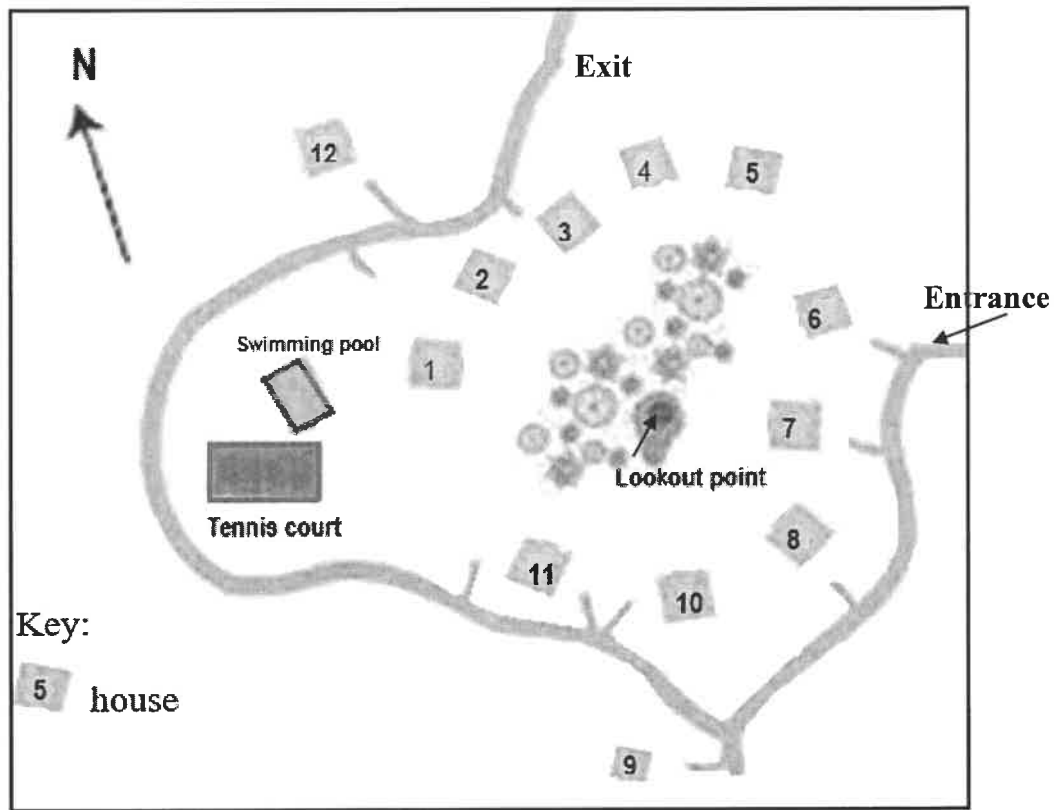 N
Exit
12
4
5
3
2
Entrance
6
Swimming pool
1
7
Lookout point
Tennis court
8
11
10
Key:
5 house
9